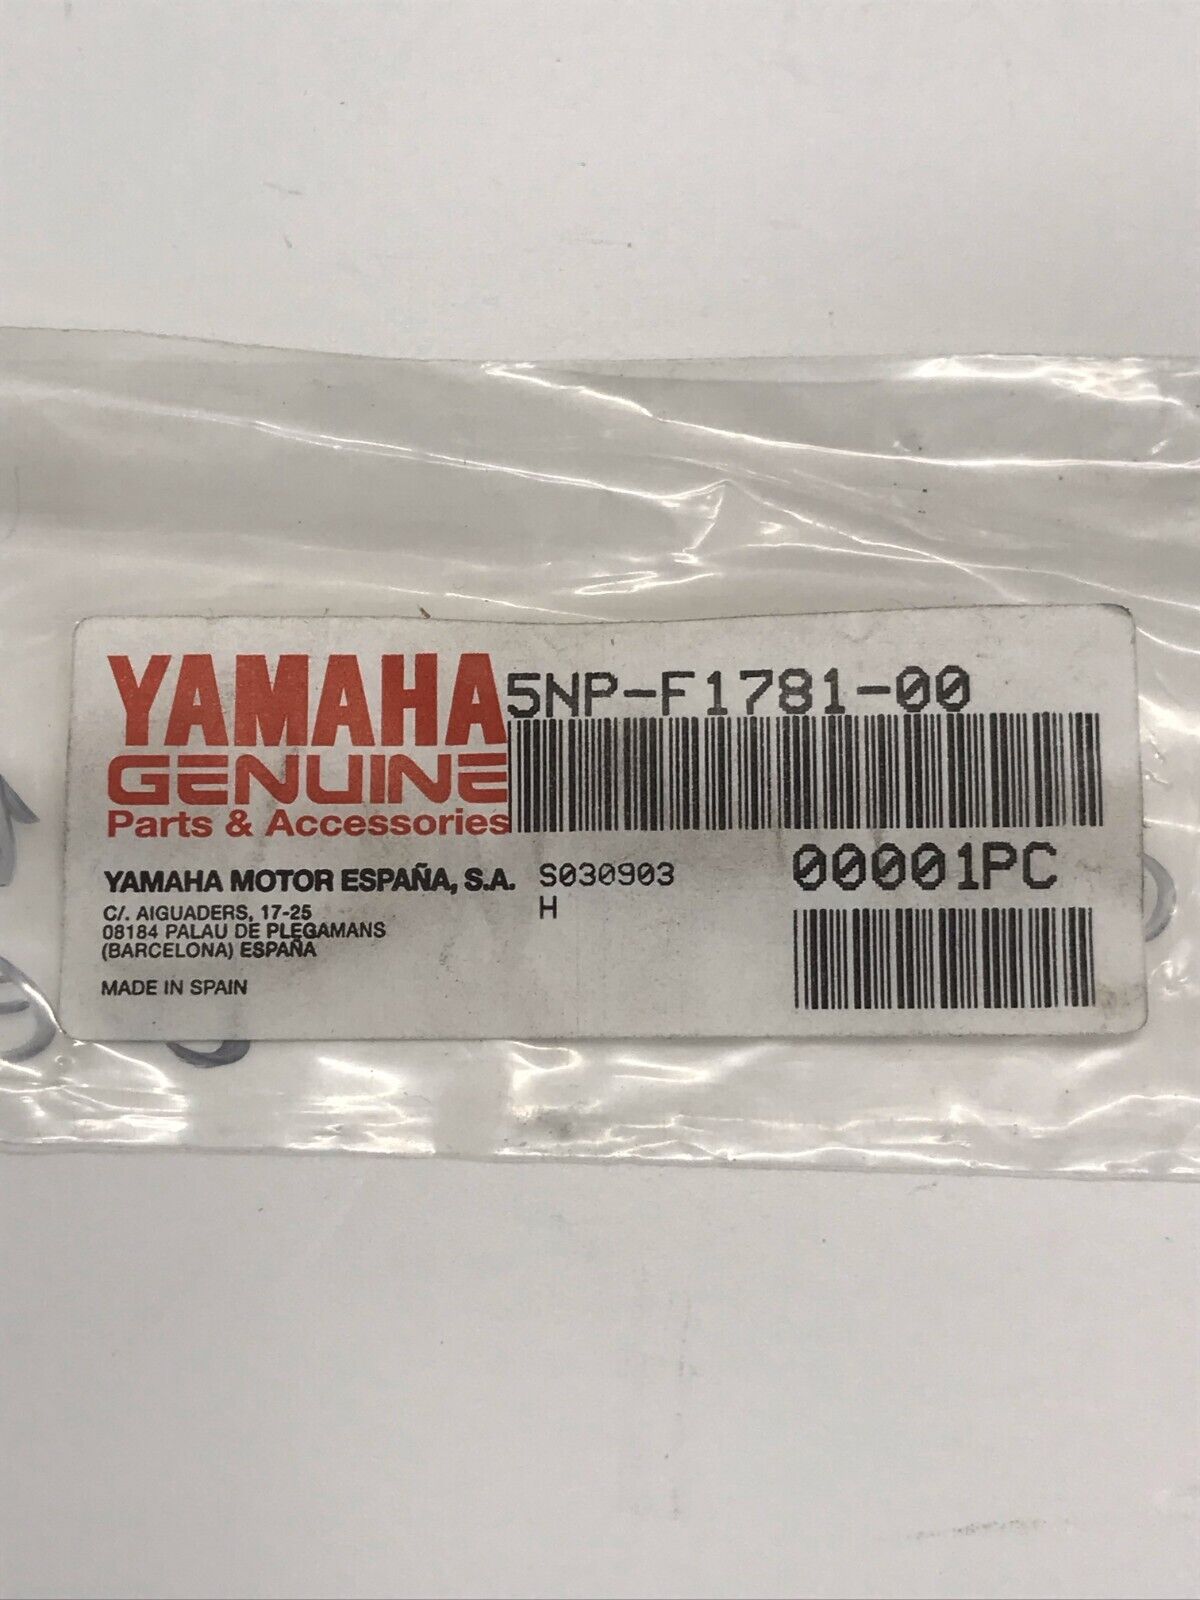 YAMAHA
GENUINE
Parts & Accessories
5NP-F1781-00
YAMAHA MOTOR ESPAÑA, S.A.
C/. AIGUADERS, 17-25
08184 PALAU DE PLEGAMANS
(BARCELONA) ESPAÑA
MADE IN SPAIN
S030903
H
00001PC